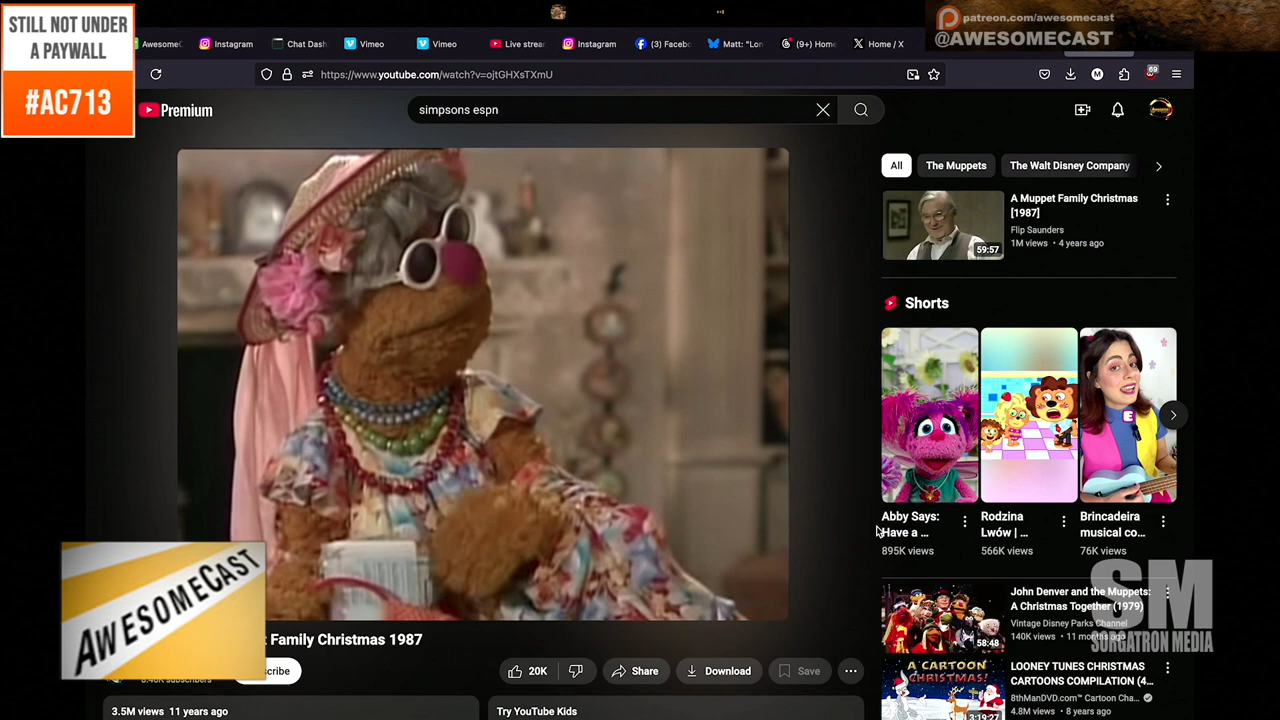 STILL NOT UNDER
A PAYWALL
#AC713
patreon.com/awesomecast
@AWESOMECAST
AwesomeC
Instagram
Chat Dash
Vimeo
Vimeo
Live strea
Instagram
(3) Facebo
Matt: "Lon
(9+) Home
Home / X
https://www.youtube.com/watch?v=ojtGHXsTXmU
69
M
Premium
simpsons espn
All
The Muppets
The Walt Disney Company
A Muppet Family Christmas
[1987]
Flip Saunders
1M views • 4 years ago
59:57
Shorts
Abby Says:
Have a ...
895K views
Rodzina
Lwów | ...
566K views
Brincadeira
musical co...
76K views
John Denver and the Muppets:
A Christmas Together (1979)
Vintage Disney Parks Channel
140K views • 11 months ago
58:48
SM
SORGATRON MEDIA
A CARTOON
CHRISTMAS!
3:19:27
LOONEY TUNES CHRISTMAS
CARTOONS COMPILATION (4...
8thManDVD.com™ Cartoon Cha...
4.8M views • 8 years ago
AWESOMECAST
t Family Christmas 1987
cribe
20K
Share
Download
Save
3.5M views 11 years ago
Try YouTube Kids